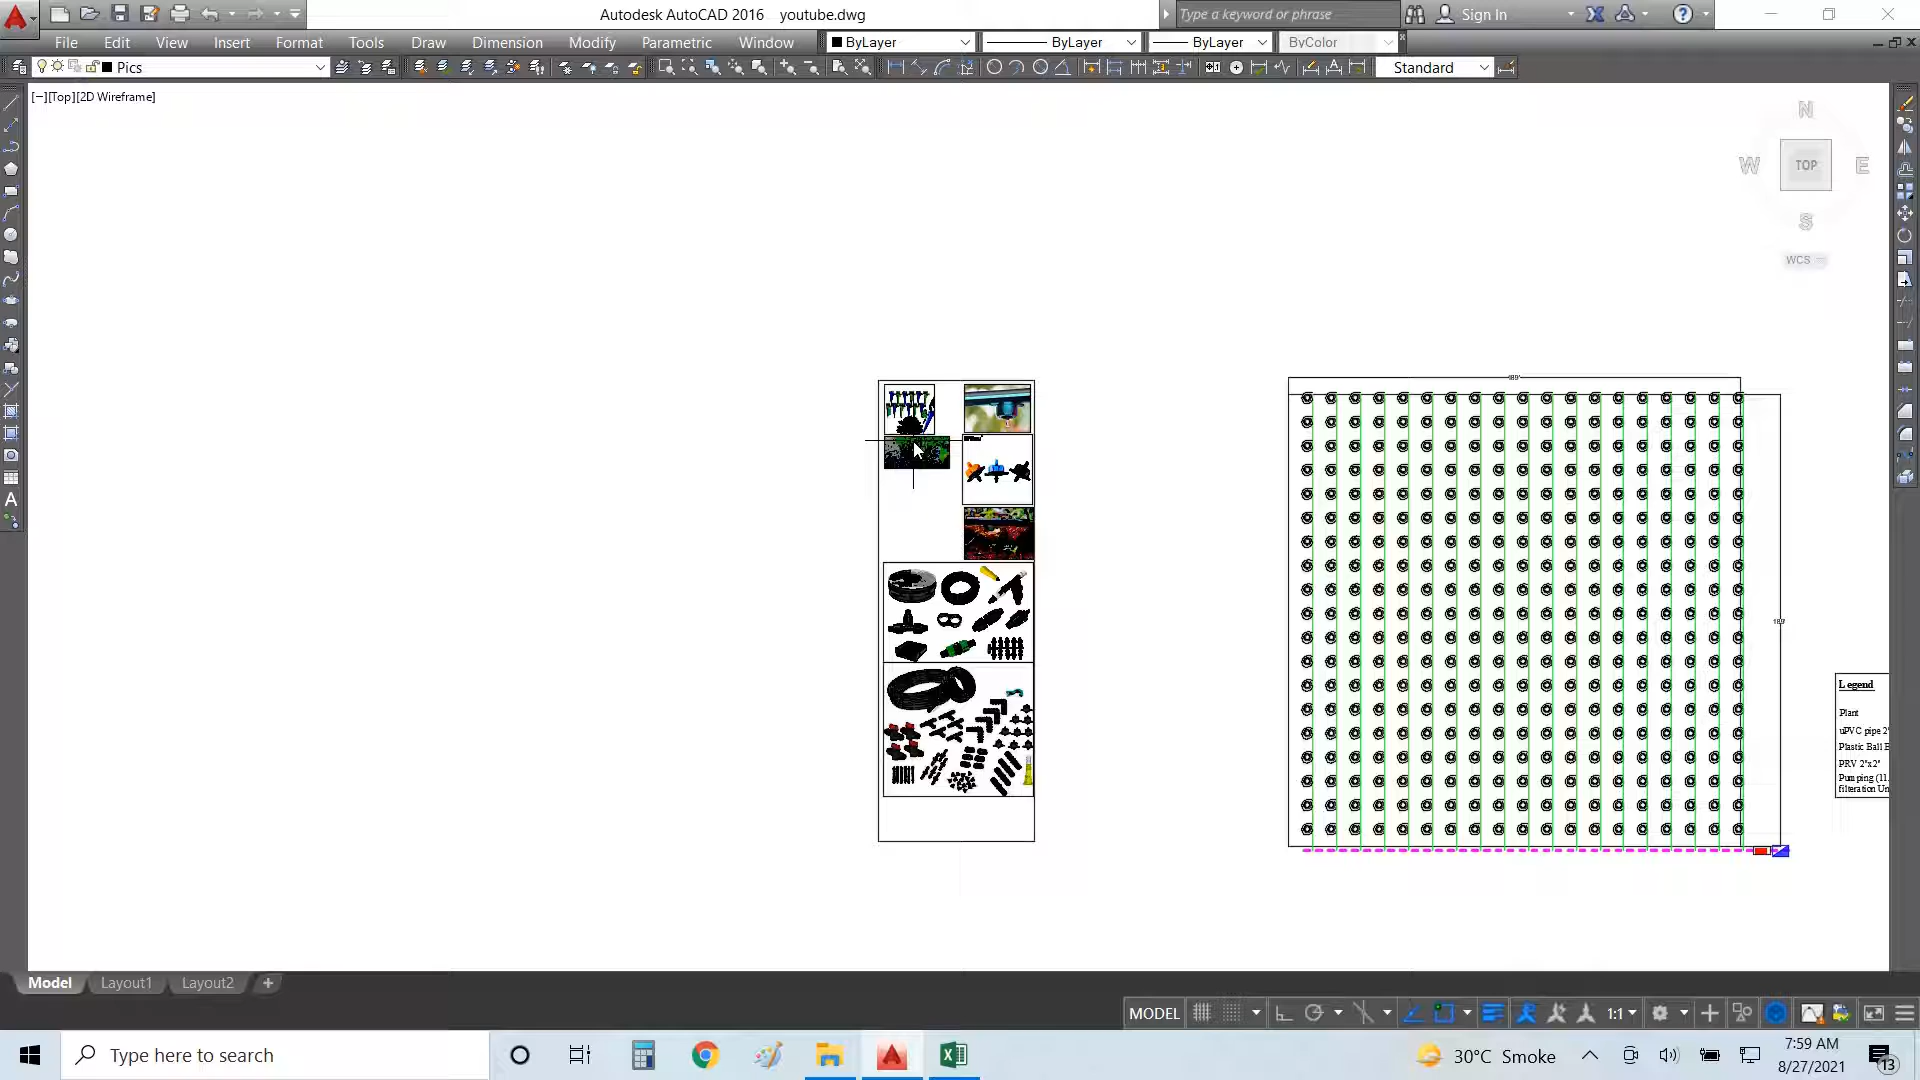 Autodesk AutoCAD 2016 youtube.dwg
Type a keyword or phrase
Sign In
File Edit View Insert Format Tools Draw Dimension Modify Parametric Window
ByLayer
ByLayer
ByLayer
ByColor
Pics
Standard
[−][Top][2D Wireframe]
N
W
TOP
E
S
WCS
Legend
Plant
uPVC pipe 2"
Plastic Ball
PRV 2"x2"
Pumping (11.
filteration
A
Model Layout1 Layout2 +
MODEL
1:1
Type here to search
30°C Smoke
7:59 AM
8/27/2021
13